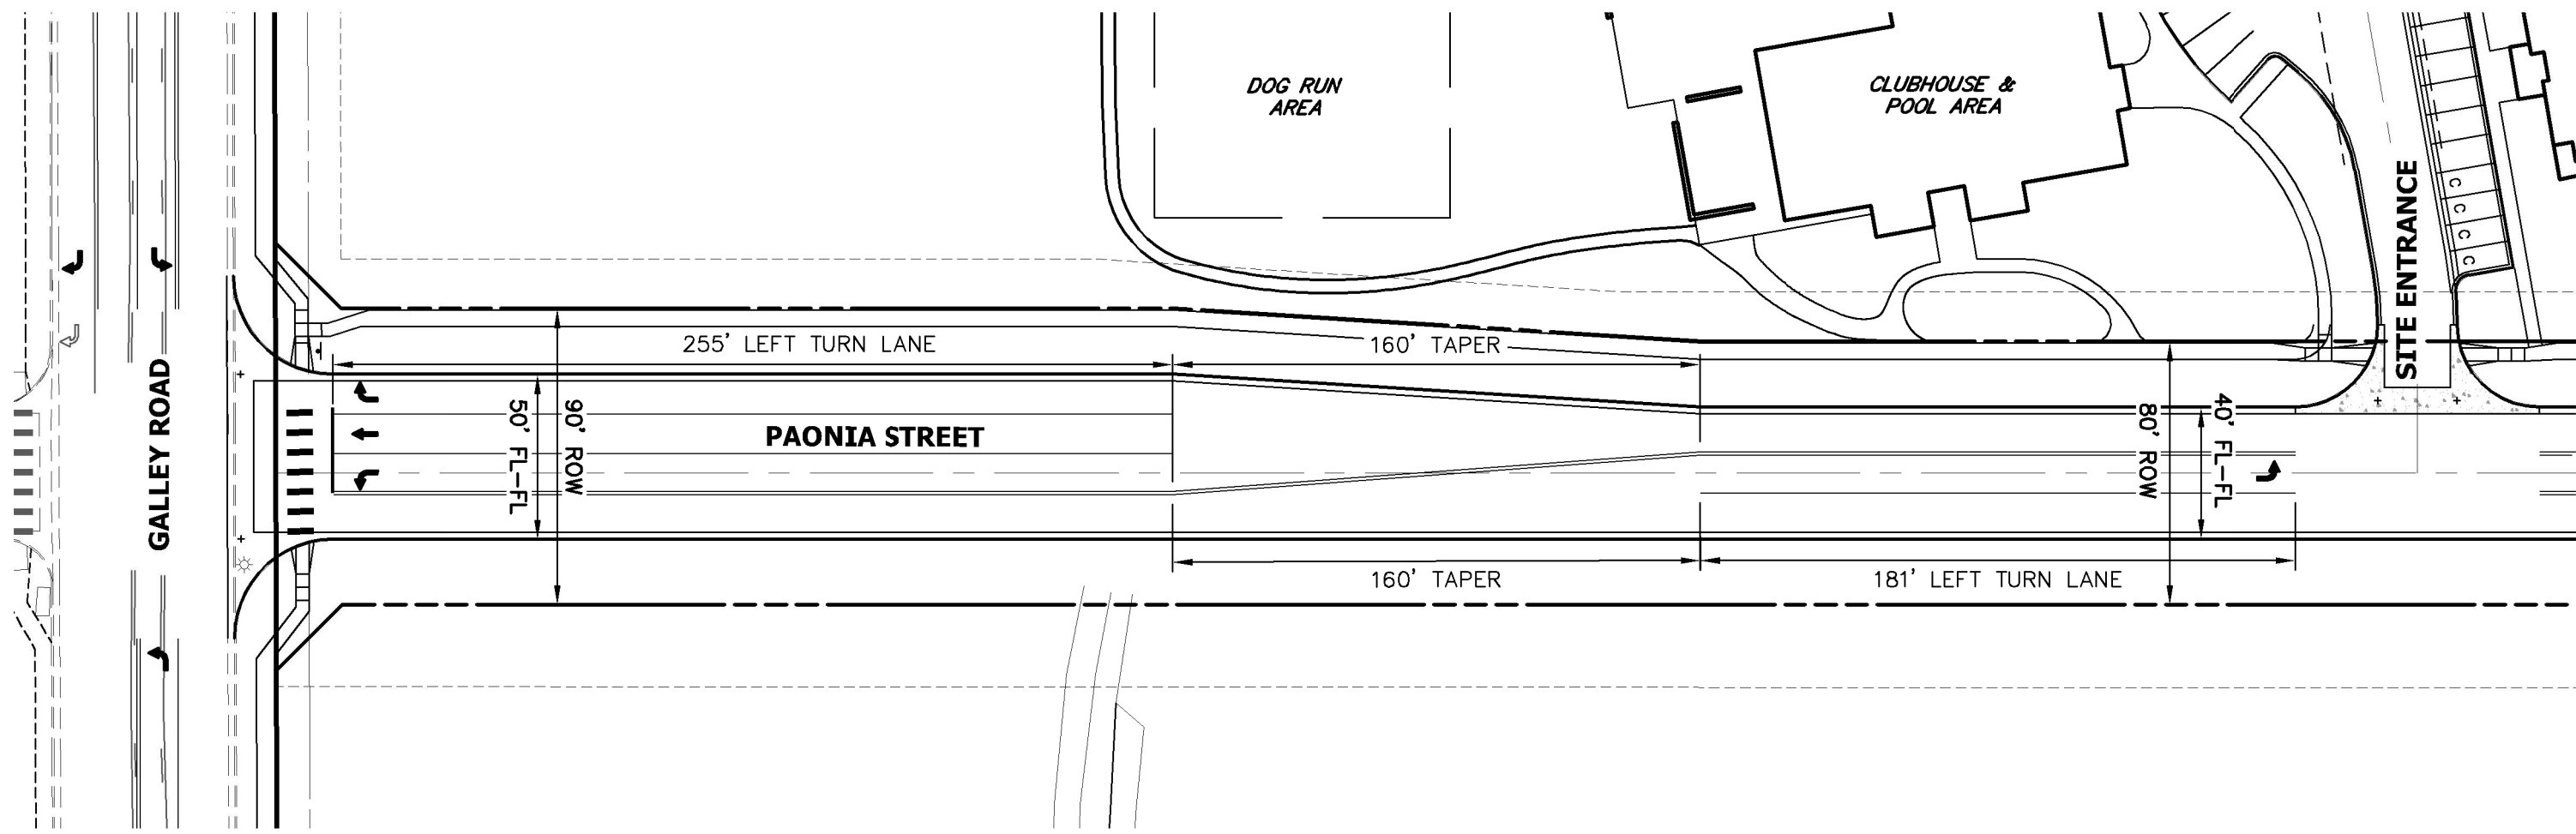 DOG RUN
AREA
CLUBHOUSE &
POOL AREA
SITE ENTRANCE
C
C
C
C
255' LEFT TURN LANE
160' TAPER
GALLEY ROAD
50' FL-FL
90' ROW
PAONIA STREET
80' ROW
40' FL-FL
160' TAPER
181' LEFT TURN LANE